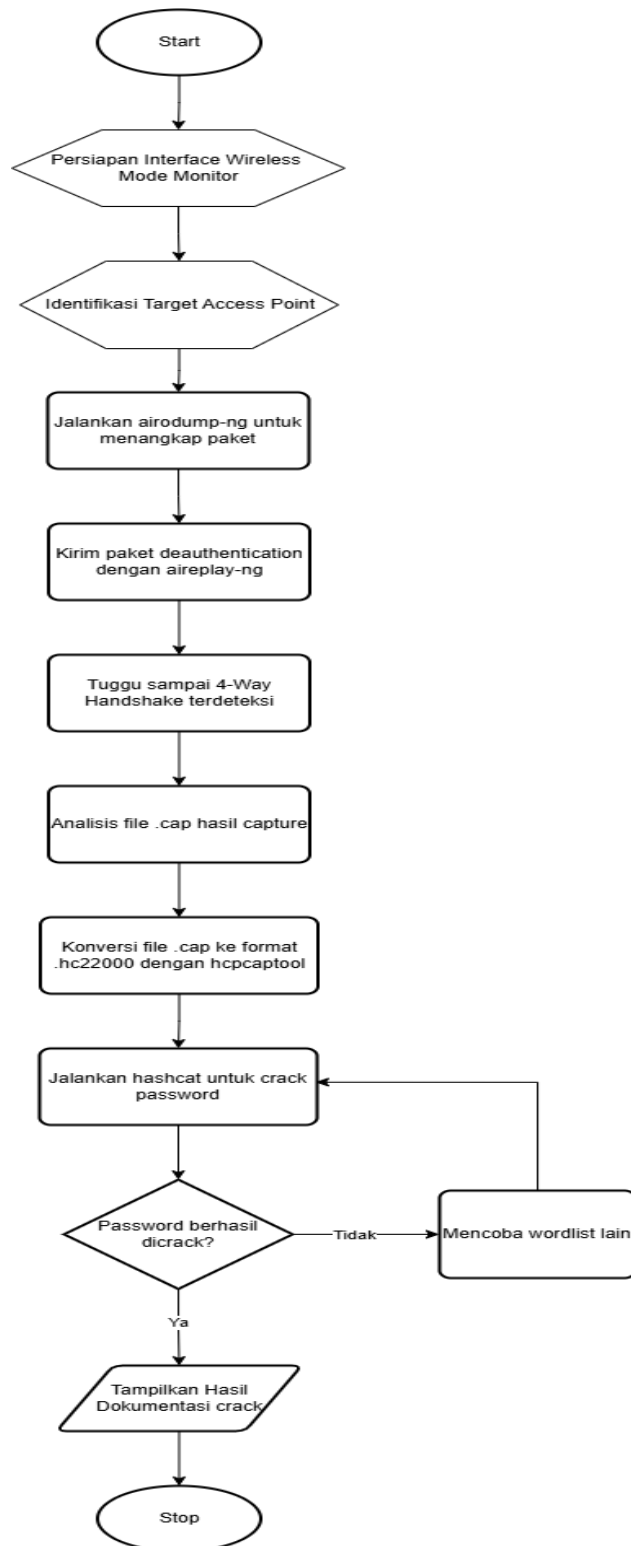 Start
Persiapan Interface Wireless
Mode Monitor
Identifikasi Target Access Point
Jalankan airodump-ng untuk
menangkap paket
Kirim paket deauthentication
dengan aireplay-ng
Tuggu sampai 4-Way
Handshake terdeteksi
Analisis file .cap hasil capture
Konversi file .cap ke format
.hc22000 dengan hcpcaptool
Jalankan hashcat untuk crack
password
Password berhasil
dicrack?
Tidak
Mencoba wordlist lain
Ya
Tampilkan Hasil
Dokumentasi crack
Stop